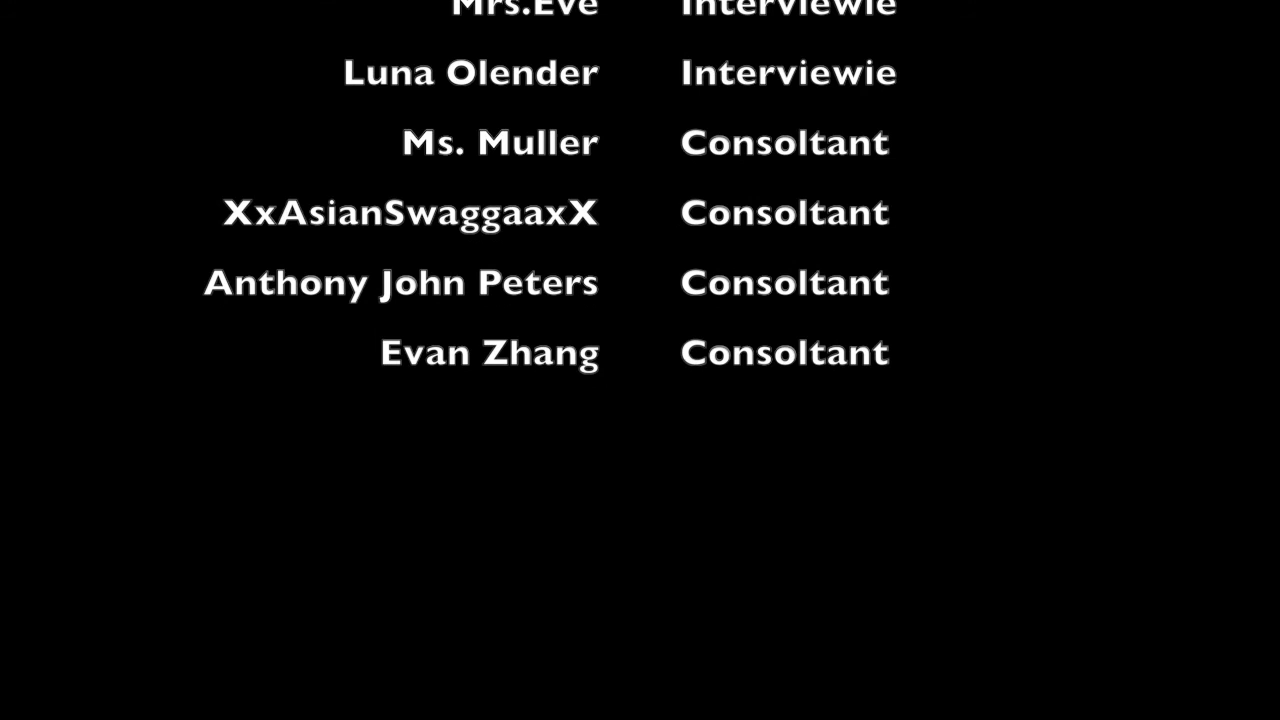 Mrs.Eve Interviewie
Luna Olender Interviewie
Ms. Muller Consoltant
XxAsianSwaggaaxX Consoltant
Anthony John Peters Consoltant
Evan Zhang Consoltant